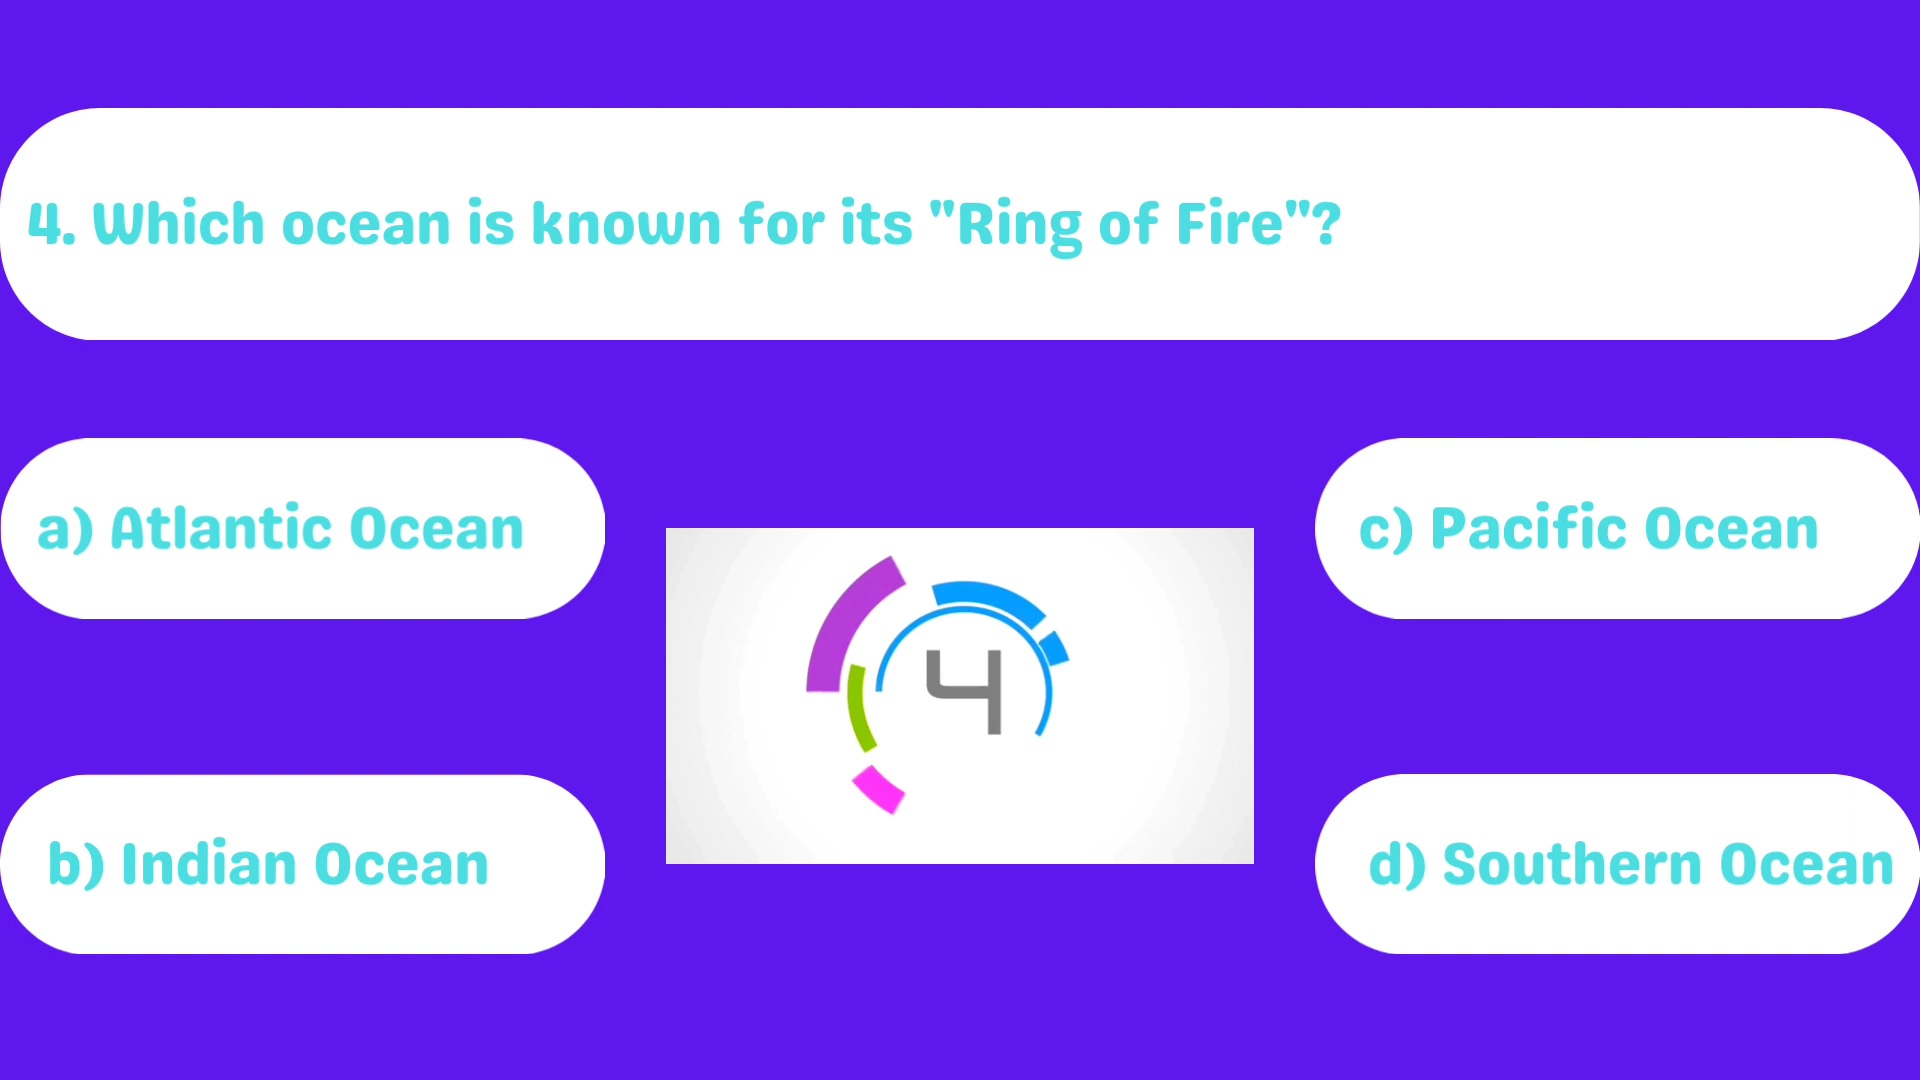 4. Which ocean is known for its "Ring of Fire"?
a) Atlantic Ocean
c) Pacific Ocean
4
b) Indian Ocean
d) Southern Ocean